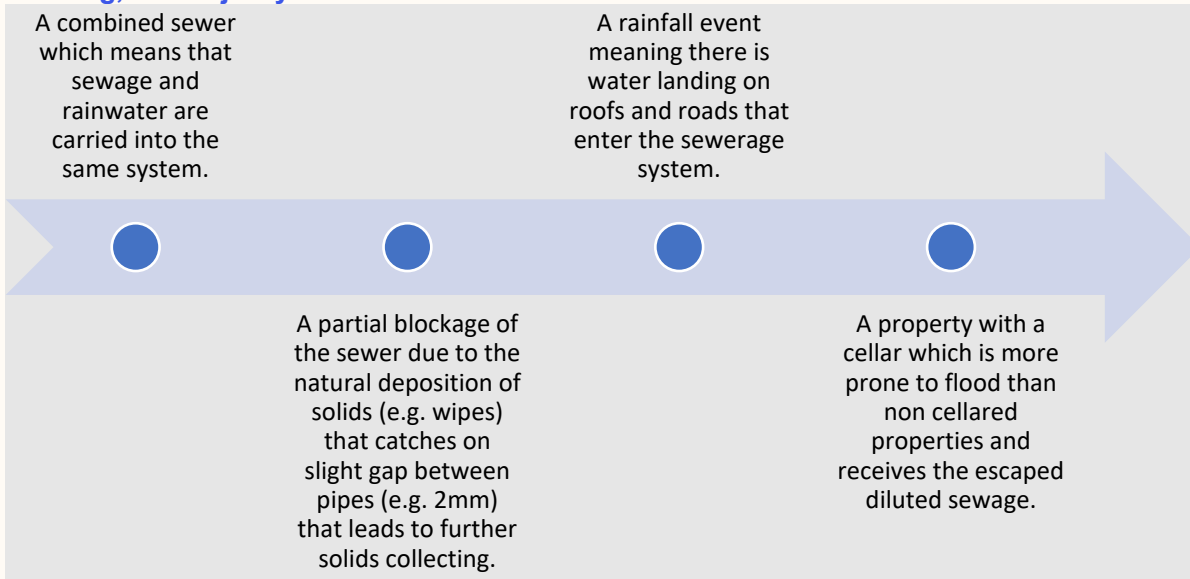 A combined sewer
which means that
sewage and
rainwater are
carried into the
same system.
A partial blockage of
the sewer due to the
natural deposition of
solids (e.g. wipes)
that catches on
slight gap between
pipes (e.g. 2mm)
that leads to further
solids collecting.
A rainfall event
meaning there is
water landing on
roofs and roads that
enter the sewerage
system.
A property with a
cellar which is more
prone to flood than
non cellared
properties and
receives the escaped
diluted sewage.